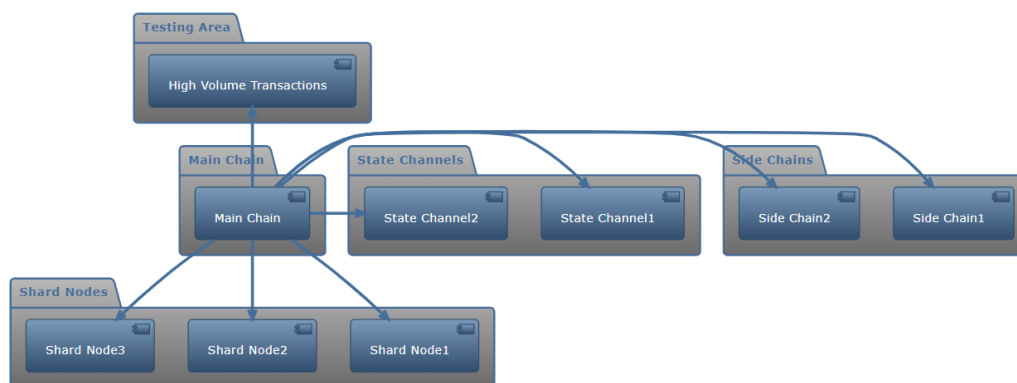 Testing Area
High Volume Transactions
Main Chain
State Channels
Side Chains
Main Chain
State Channel2
State Channel1
Side Chain2
Side Chain1
Shard Nodes
Shard Node3
Shard Node2
Shard Node1